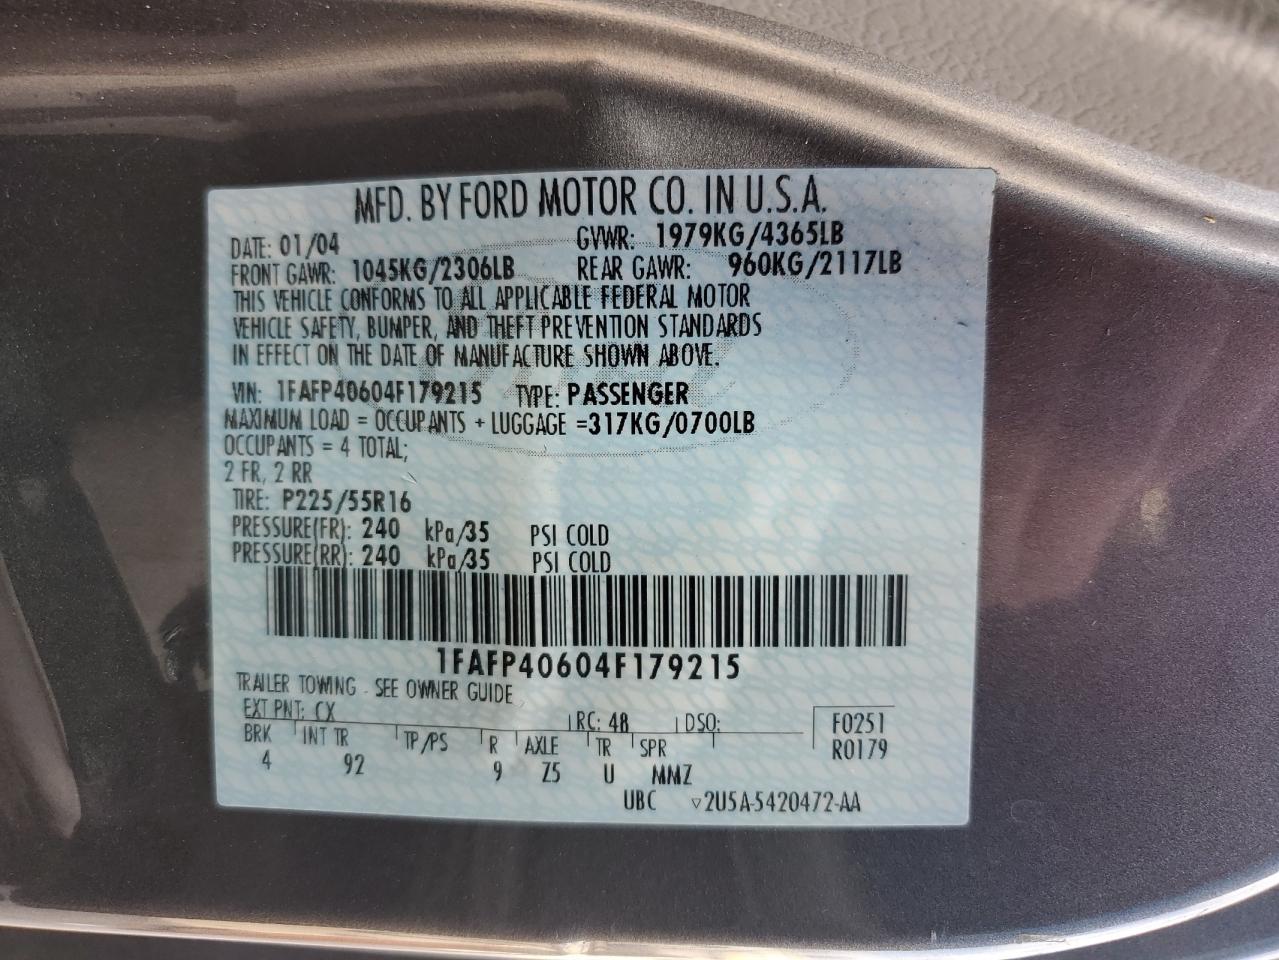 MFD. BY FORD MOTOR CO. IN U.S.A.
DATE: 01/04 GVWR: 1979KG/4365LB
FRONT GAWR: 1045KG/2306LB REAR GAWR: 960KG/2117LB
THIS VEHICLE CONFORMS TO ALL APPLICABLE FEDERAL MOTOR
VEHICLE SAFETY, BUMPER, AND THEFT PREVENTION STANDARDS
IN EFFECT ON THE DATE OF MANUFACTURE SHOWN ABOVE.
VIN: 1FAFP40604F179215 TYPE: PASSENGER
MAXIMUM LOAD = OCCUPANTS + LUGGAGE =317KG/0700LB
OCCUPANTS = 4 TOTAL;
2 FR, 2 RR
TIRE: P225/55R16
PRESSURE(FR): 240 kPa/35 PSI COLD
PRESSURE(RR): 240 kPa/35 PSI COLD
1FAFP40604F179215
TRAILER TOWING - SEE OWNER GUIDE
EXT PNT: CX RC: 48 DSO: F0251
BRK INT TR TP/PS R AXLE TR SPR R0179
4 92 9 Z5 U MMZ
UBC ▽2U5A-5420472-AA